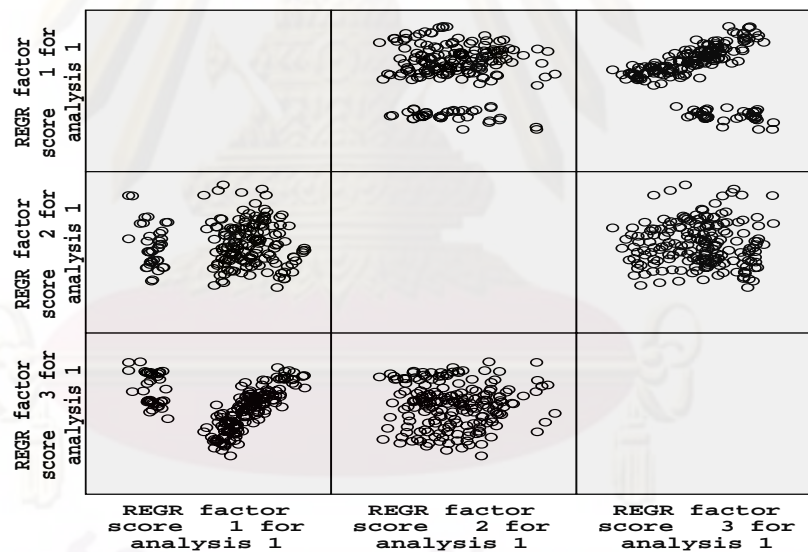 REGR factor
score 1 for
analysis 1
REGR factor
score 2 for
analysis 1
REGR factor
score 3 for
analysis 1
REGR factor
score 1 for
analysis 1
REGR factor
score 2 for
analysis 1
REGR factor
score 3 for
analysis 1